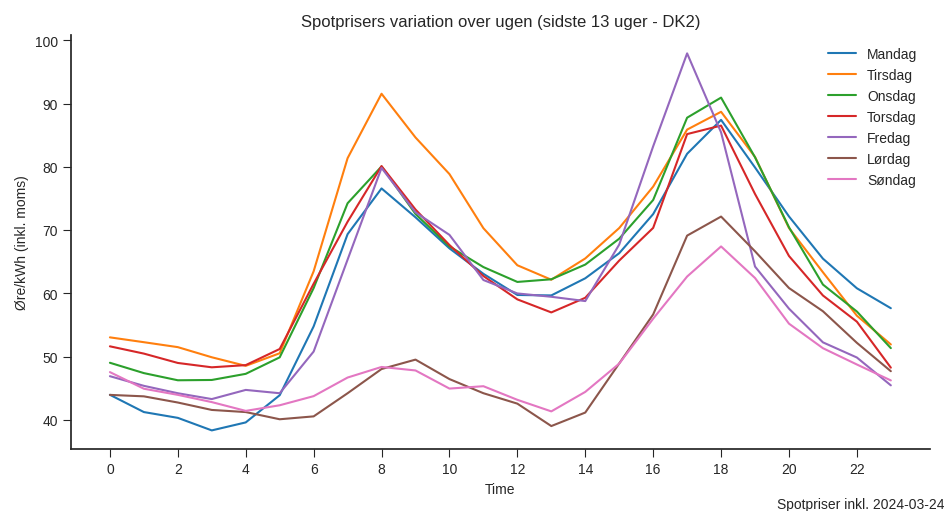 Spotprisers variation over ugen (sidste 13 uger - DK2)
Øre/kWh (inkl. moms)
100
90
80
70
60
50
40
Mandag
Tirsdag
Onsdag
Torsdag
Fredag
Lørdag
Søndag
0 2 4 6 8 10 12 14 16 18 20 22
Time
Spotpriser inkl. 2024-03-24